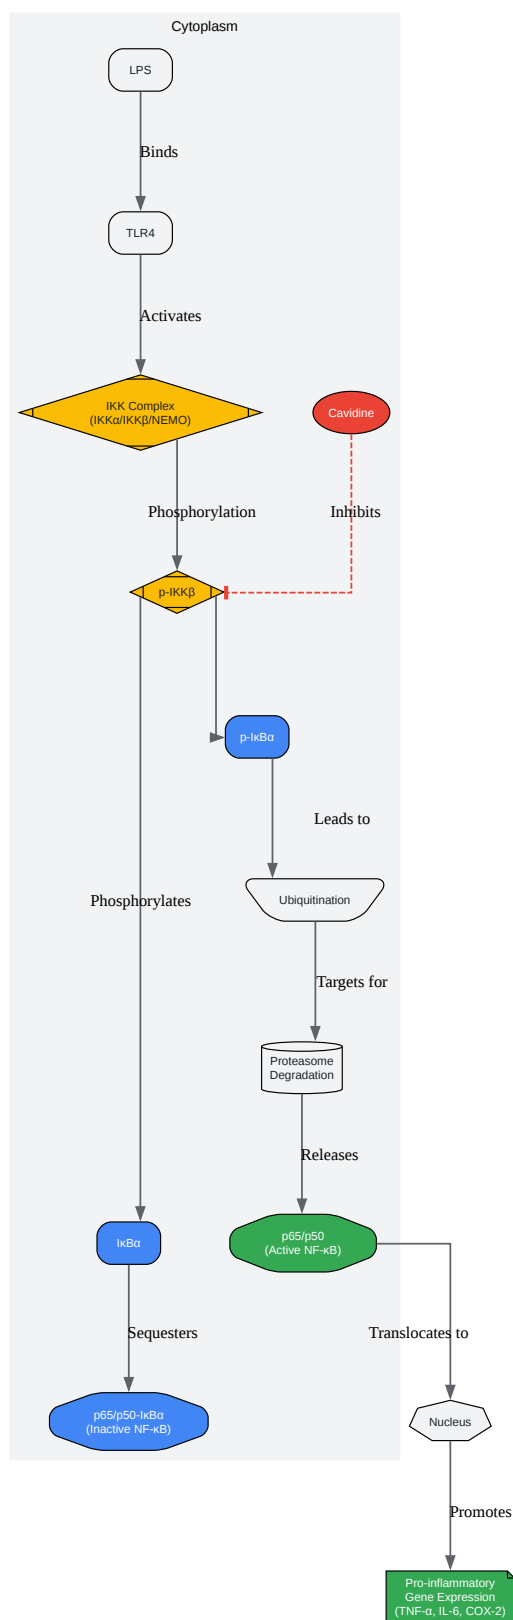 Cytoplasm
LPS
Binds
TLR4
Activates
IKK Complex
(IKKα/IKKβ/NEMO)
Cavidine
Phosphorylation
Inhibits
p-IKKβ
p-IκBα
Leads to
Phosphorylates
Ubiquitination
Targets for
Proteasome
Degradation
Releases
IκBα
p65/p50
(Active NF-κB)
Sequesters
Translocates to
p65/p50-IκBα
(Inactive NF-κB)
Nucleus
Promotes
Pro-inflammatory
Gene Expression
(TNF-α, IL-6, COX-2)